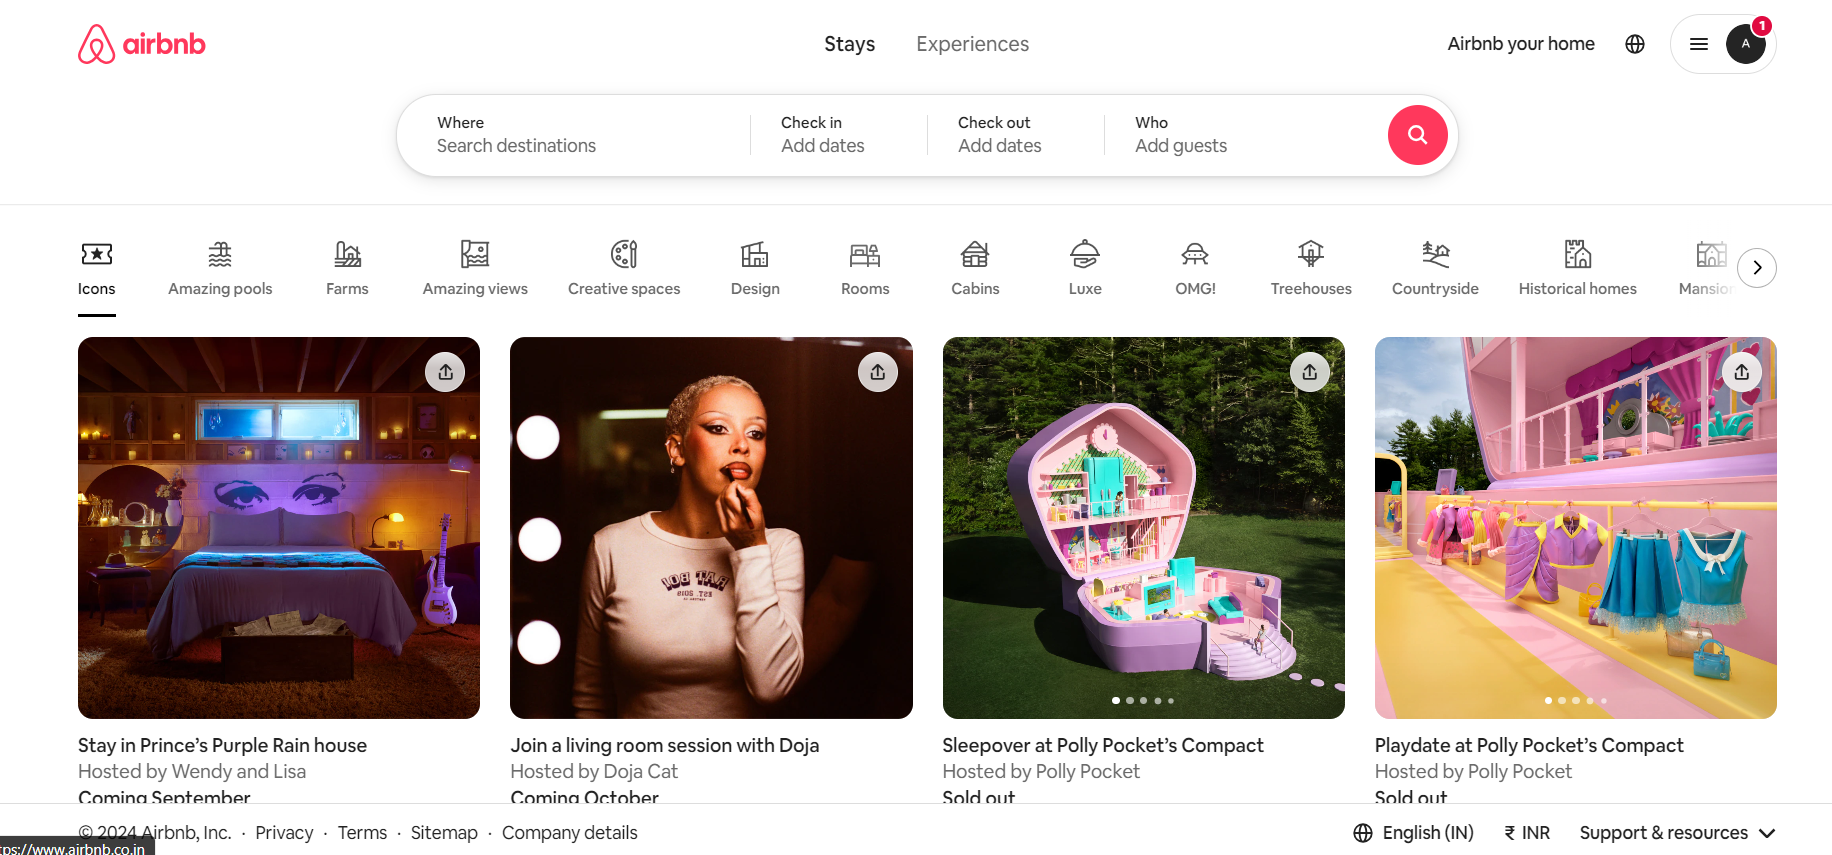 airbnb
Stays
Experiences
Airbnb your home
1
A
Where
Search destinations
Check in
Add dates
Check out
Add dates
Who
Add guests
Icons
Amazing pools
Farms
Amazing views
Creative spaces
Design
Rooms
Cabins
Luxe
OMG!
Treehouses
Countryside
Historical homes
Mansion
RAT BOI
EST. 2013
Stay in Prince’s Purple Rain house
Hosted by Wendy and Lisa
Coming September
Join a living room session with Doja
Hosted by Doja Cat
Coming October
Sleepover at Polly Pocket’s Compact
Hosted by Polly Pocket
Sold out
Playdate at Polly Pocket’s Compact
Hosted by Polly Pocket
Sold out
© 2024 Airbnb, Inc. · Privacy · Terms · Sitemap · Company details
English (IN)
₹ INR
Support & resources
tps://www.airbnb.co.in